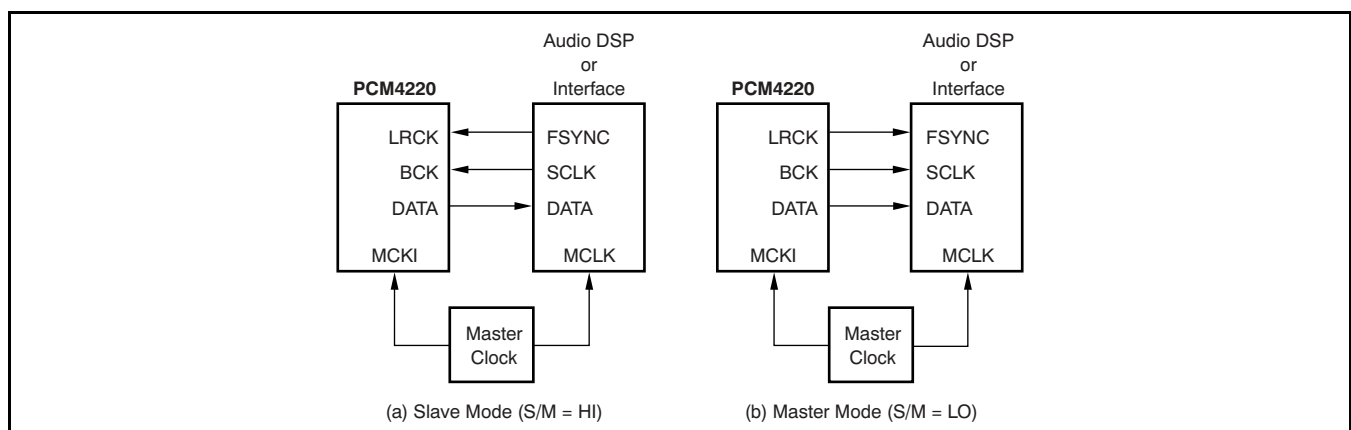 Audio DSP
or
Interface
PCM4220
LRCK
BCK
DATA
MCKI
FSYNC
SCLK
DATA
MCLK
Master
Clock
(a) Slave Mode (S/M = HI)
Audio DSP
or
Interface
PCM4220
LRCK
BCK
DATA
MCKI
FSYNC
SCLK
DATA
MCLK
Master
Clock
(b) Master Mode (S/M = LO)